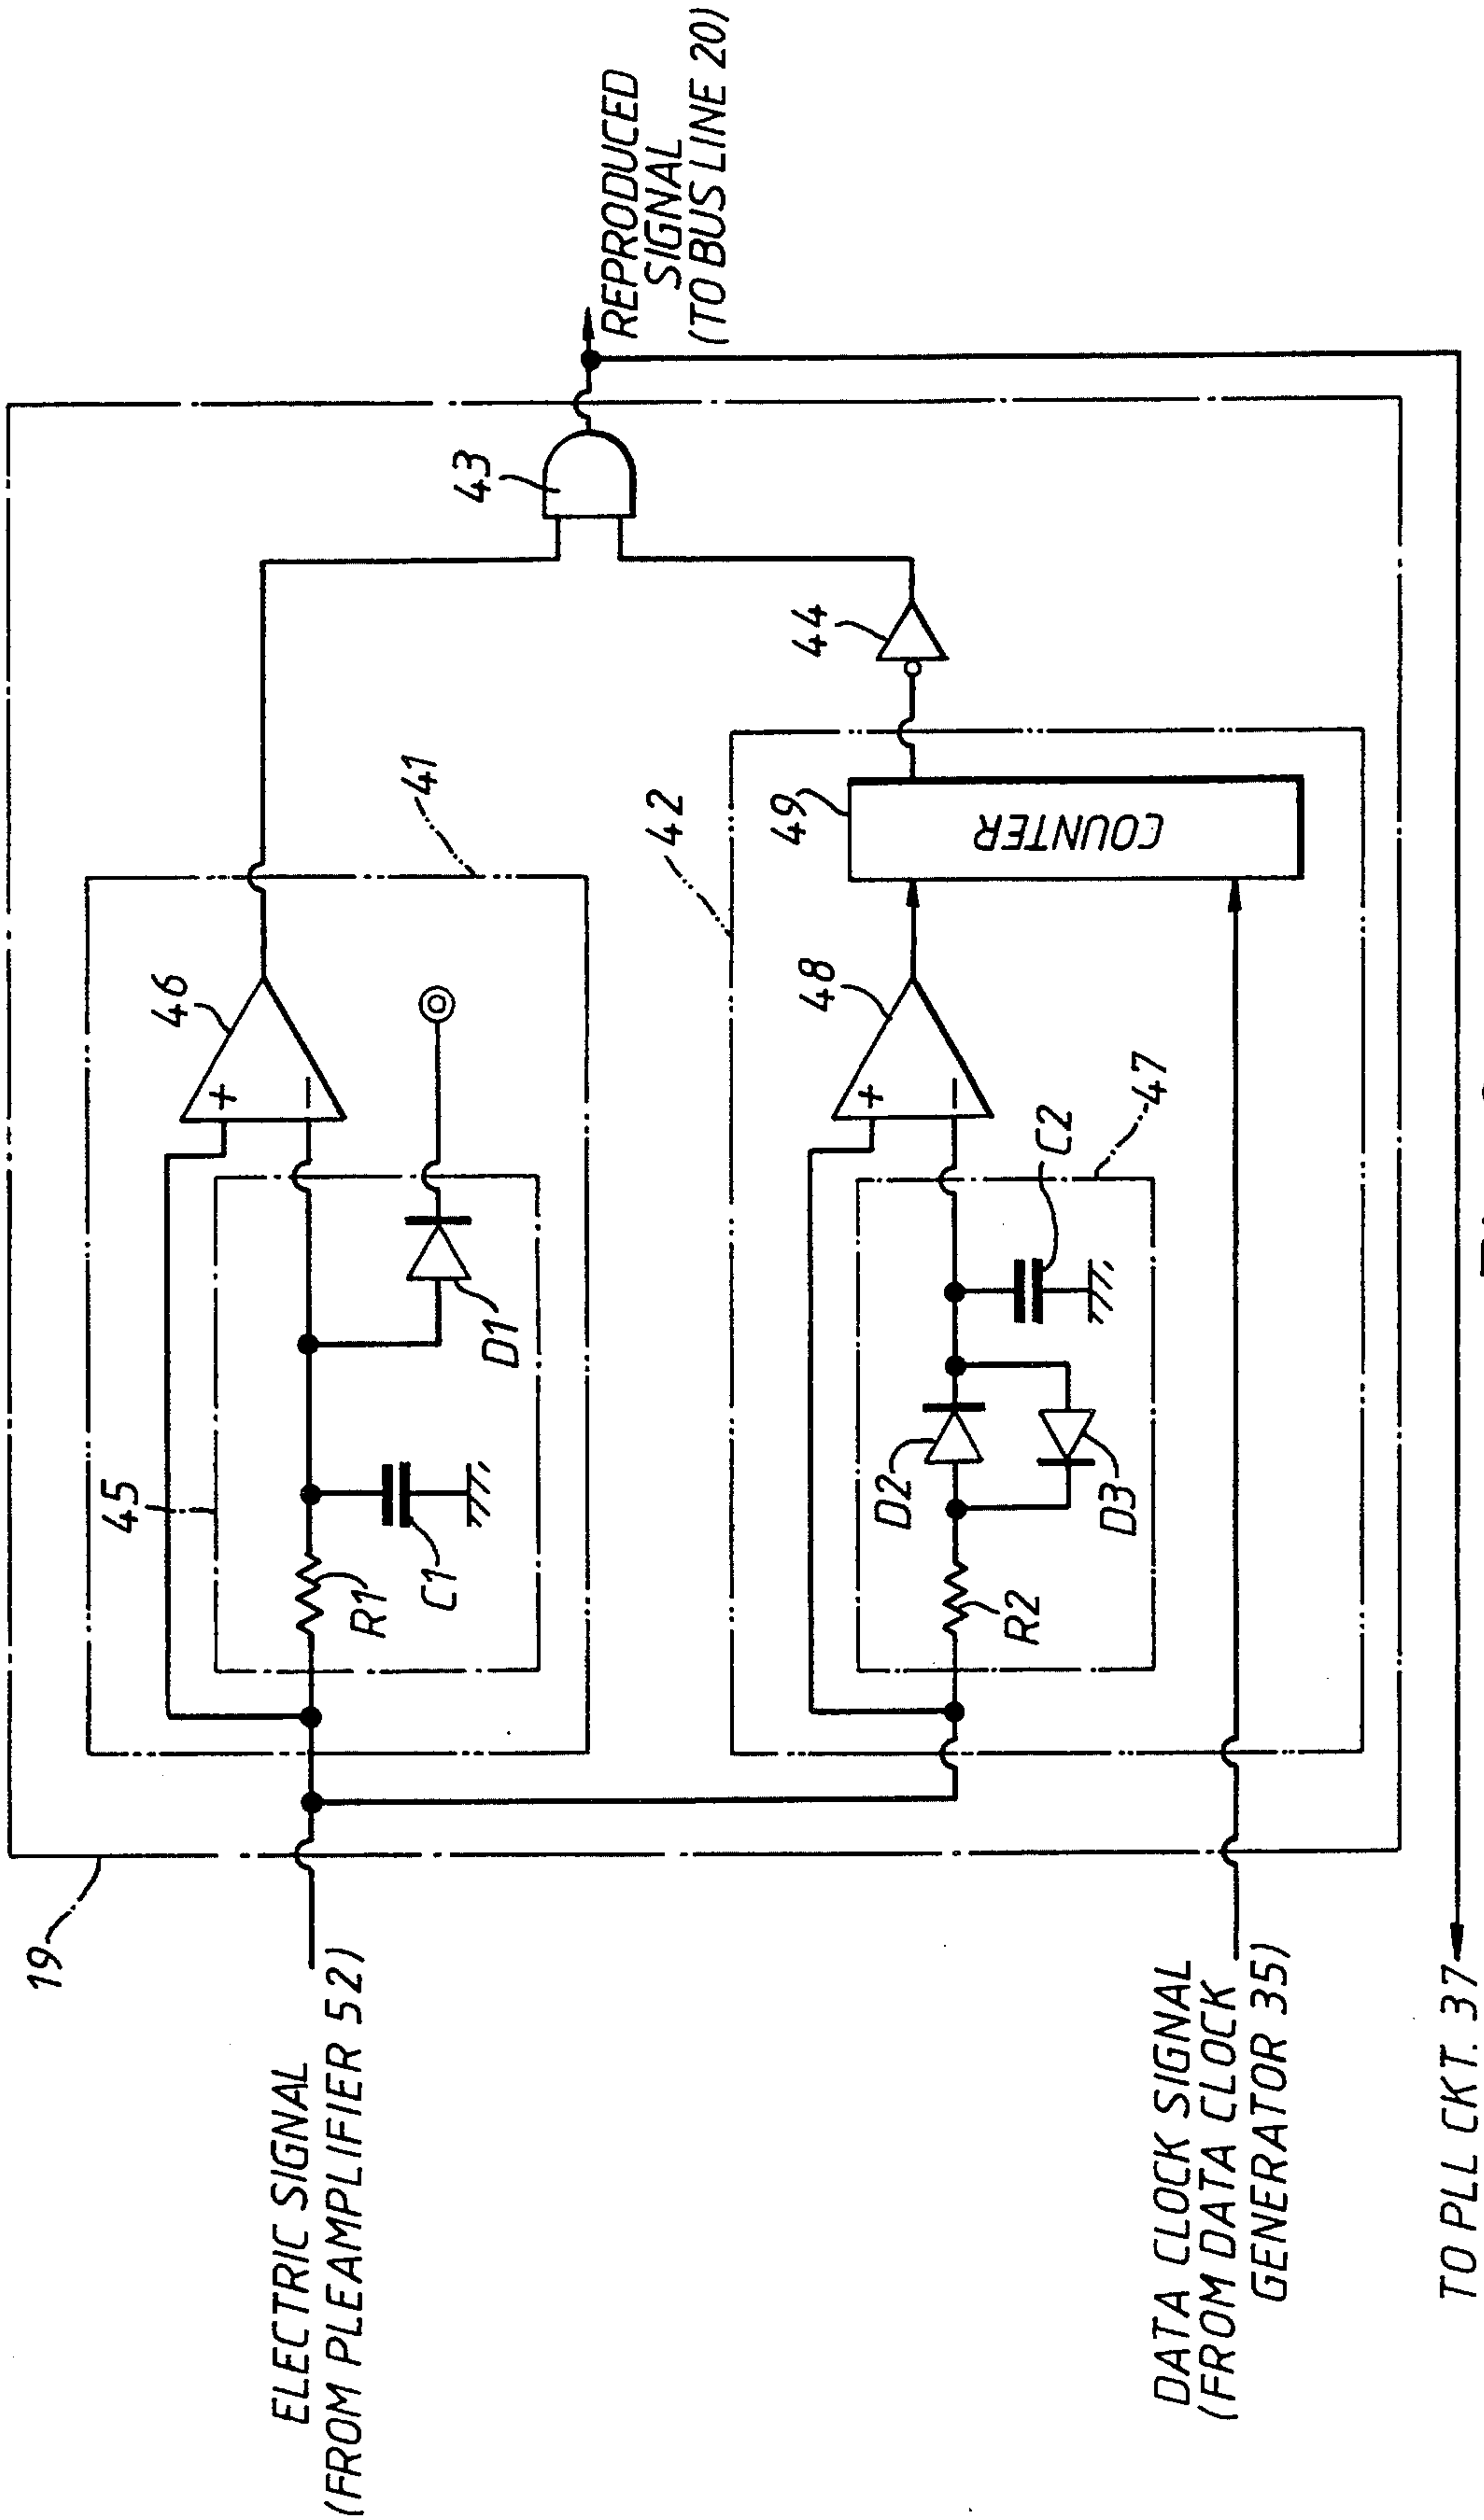 19
ELECTRIC SIGNAL
(FROM PLEAMPLIFIER 52)
45
R1
C1
D1
46
+
−
41
42
R2
D2
D3
C2
47
48
+
−
49
COUNTER
44
43
REPRODUCED
SIGNAL
(TO BUS LINE 20)
DATA CLOCK SIGNAL
(FROM DATA CLOCK
GENERATOR 35)
TO PLL CKT. 37